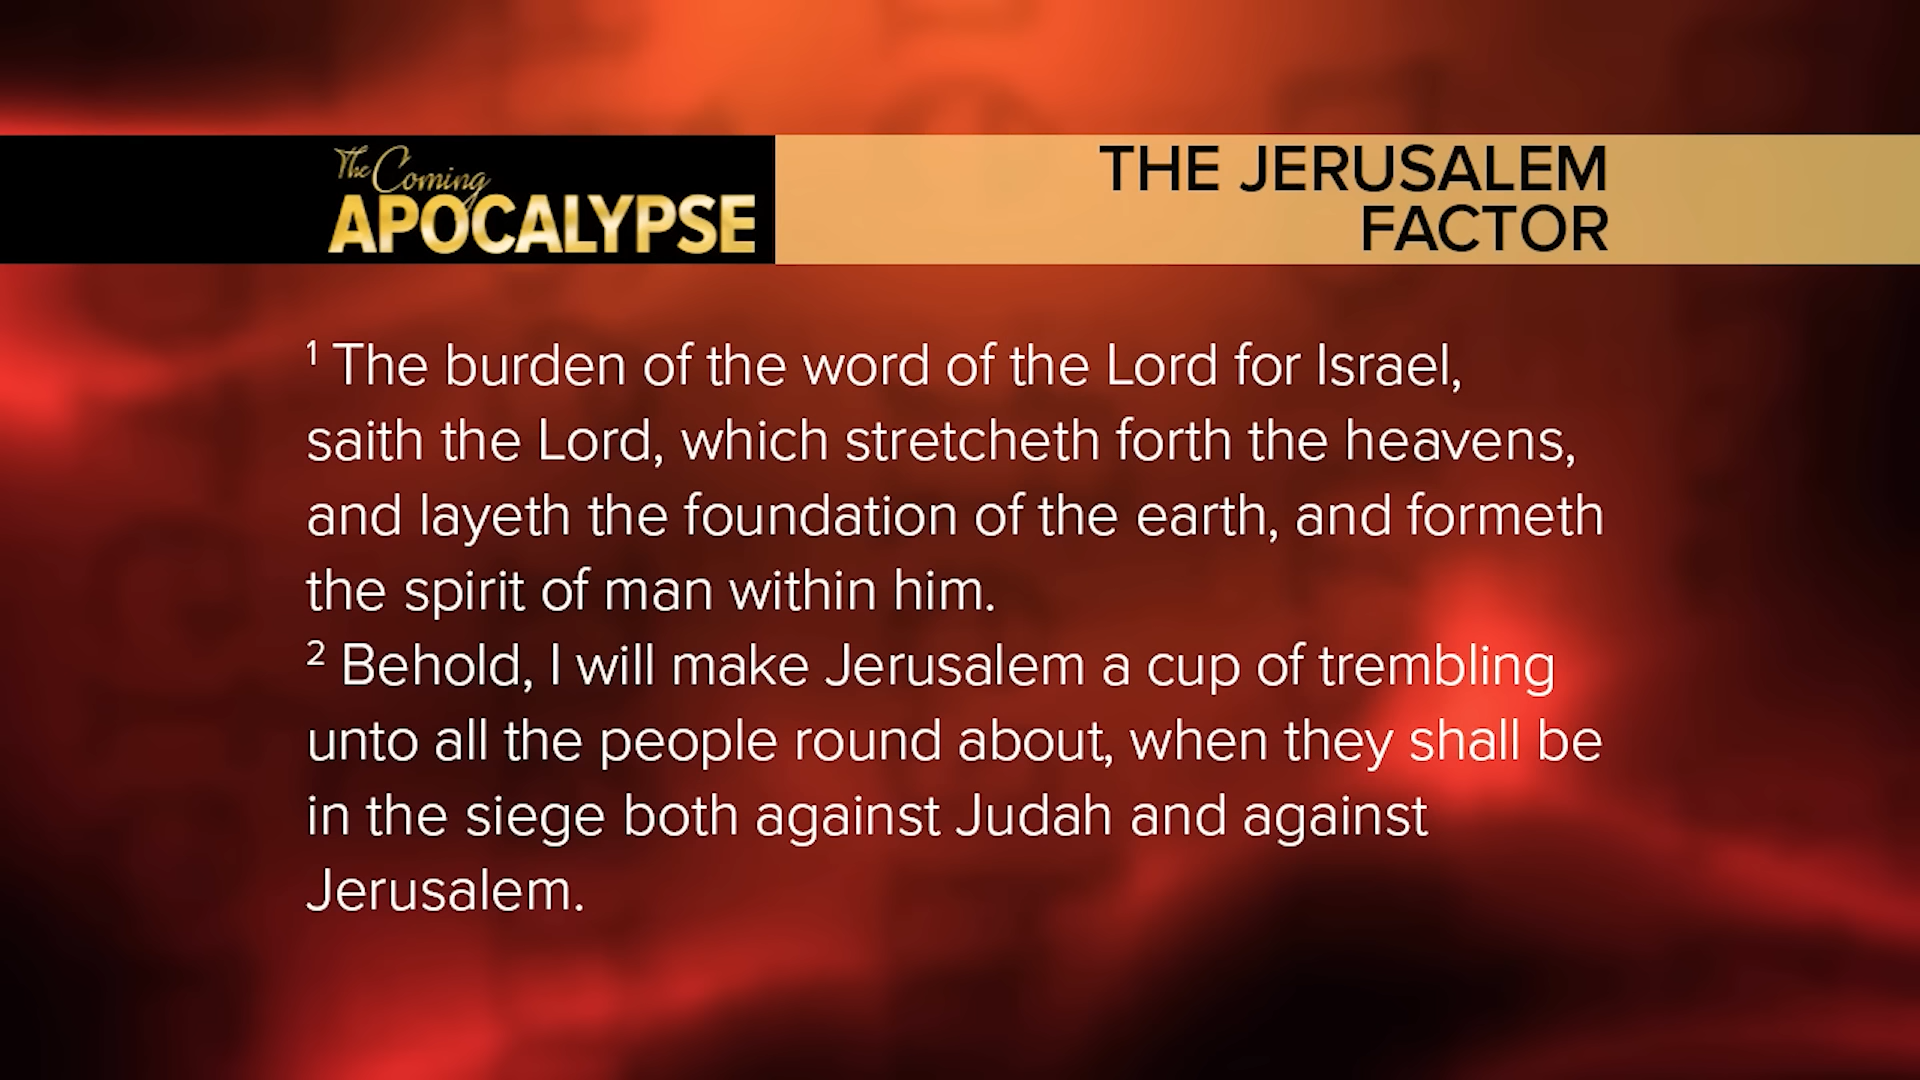 The Coming
APOCALYPSE
THE JERUSALEM
FACTOR
¹ The burden of the word of the Lord for Israel,
saith the Lord, which stretcheth forth the heavens,
and layeth the foundation of the earth, and formeth
the spirit of man within him.
² Behold, I will make Jerusalem a cup of trembling
unto all the people round about, when they shall be
in the siege both against Judah and against
Jerusalem.